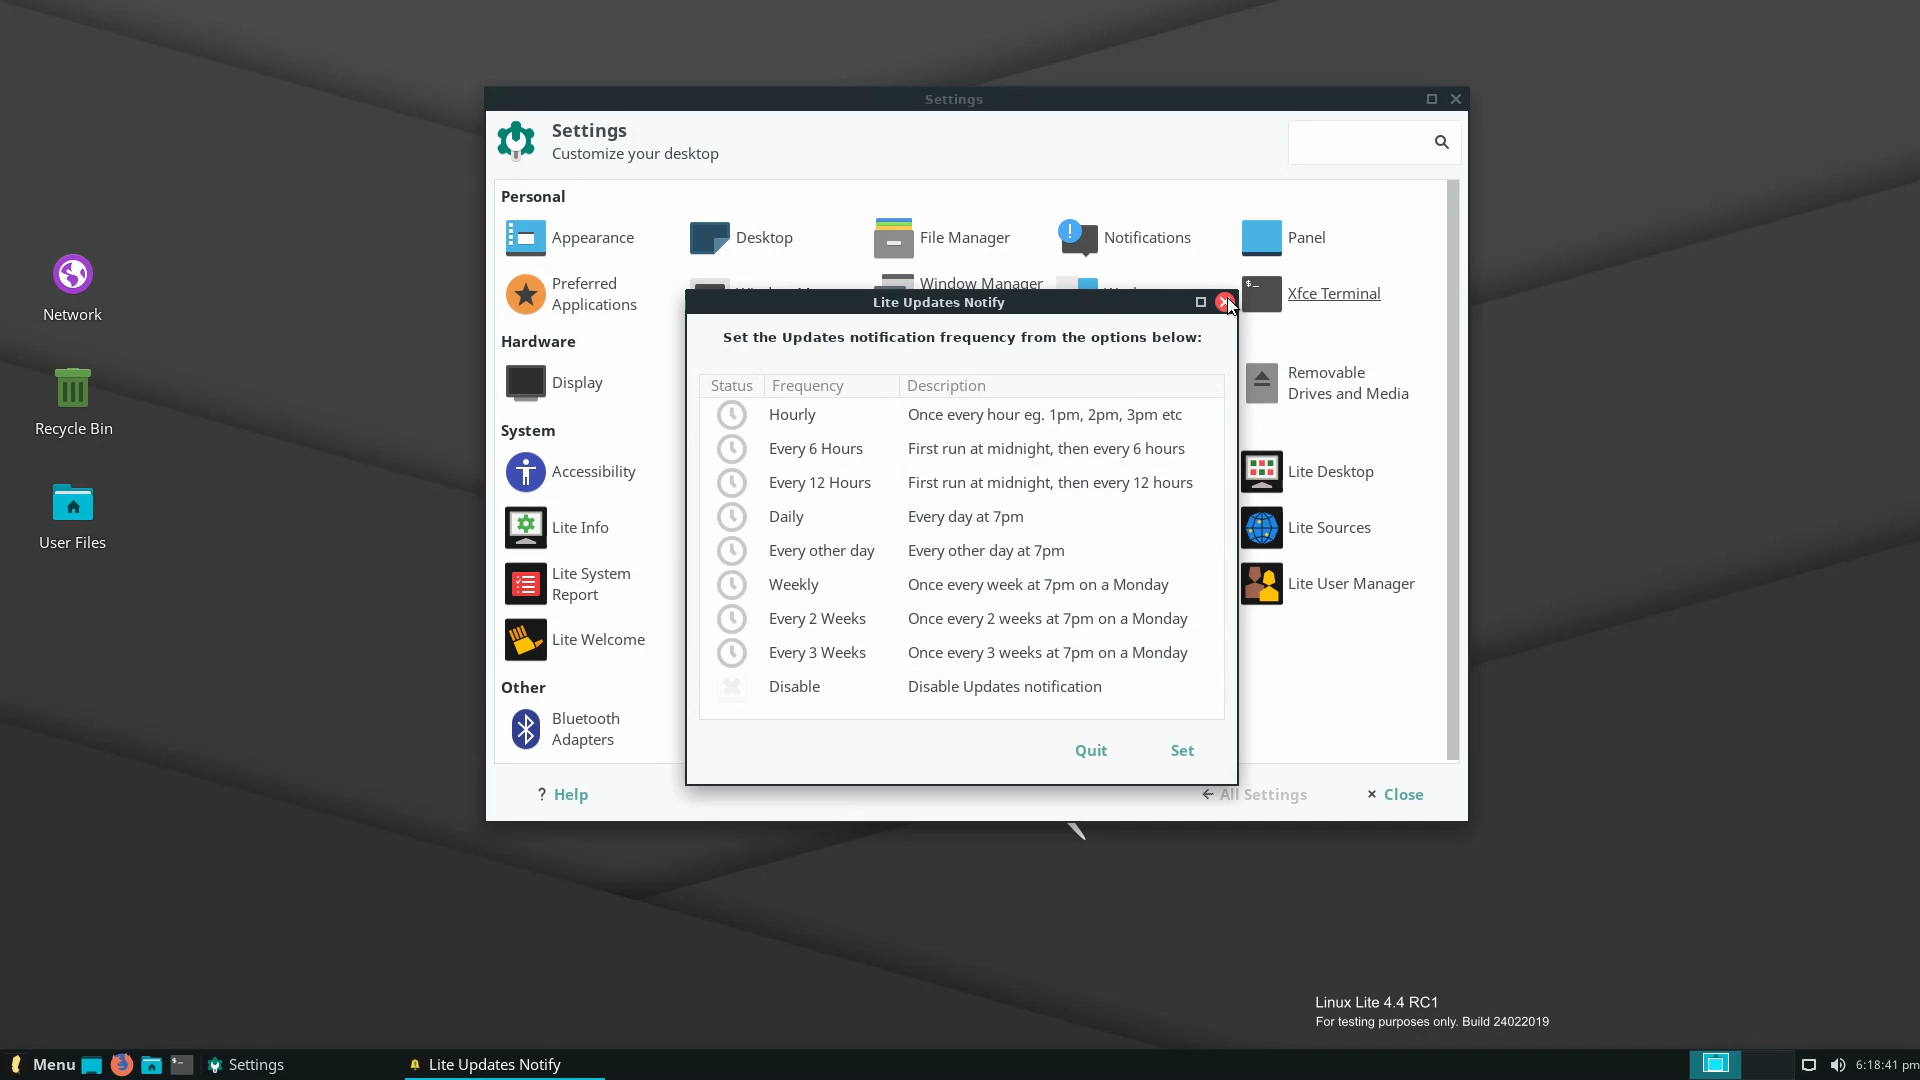 Settings
Settings
Customize your desktop
Personal
Appearance
Desktop
File Manager
Notifications
Panel
Preferred
Applications
Window Manager
Xfce Terminal
Hardware
Display
Removable
Drives and Media
System
Accessibility
Lite Desktop
Lite Info
Lite Sources
Lite System
Report
Lite User Manager
Lite Welcome
Other
Bluetooth
Adapters
? Help
All Settings
Close
Lite Updates Notify
Set the Updates notification frequency from the options below:
Status Frequency Description
Hourly Once every hour eg. 1pm, 2pm, 3pm etc
Every 6 Hours First run at midnight, then every 6 hours
Every 12 Hours First run at midnight, then every 12 hours
Daily Every day at 7pm
Every other day Every other day at 7pm
Weekly Once every week at 7pm on a Monday
Every 2 Weeks Once every 2 weeks at 7pm on a Monday
Every 3 Weeks Once every 3 weeks at 7pm on a Monday
Disable Disable Updates notification
Quit Set
Network
Recycle Bin
User Files
Linux Lite 4.4 RC1
For testing purposes only. Build 24022019
Menu Settings Lite Updates Notify 6:18:41 pm